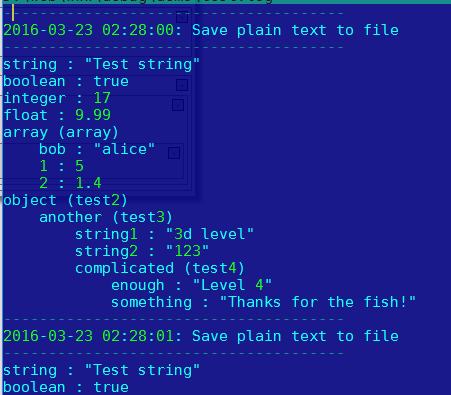 --------------------------------------
2016-03-23 02:28:00: Save plain text to file
--------------------------------------
string : "Test string"
boolean : true
integer : 17
float : 9.99
array (array)
    bob : "alice"
    1 : 5
    2 : 1.4
object (test2)
    another (test3)
        string1 : "3d level"
        string2 : "123"
        complicated (test4)
            enough : "Level 4"
            something : "Thanks for the fish!"
--------------------------------------
2016-03-23 02:28:01: Save plain text to file
--------------------------------------
string : "Test string"
boolean : true